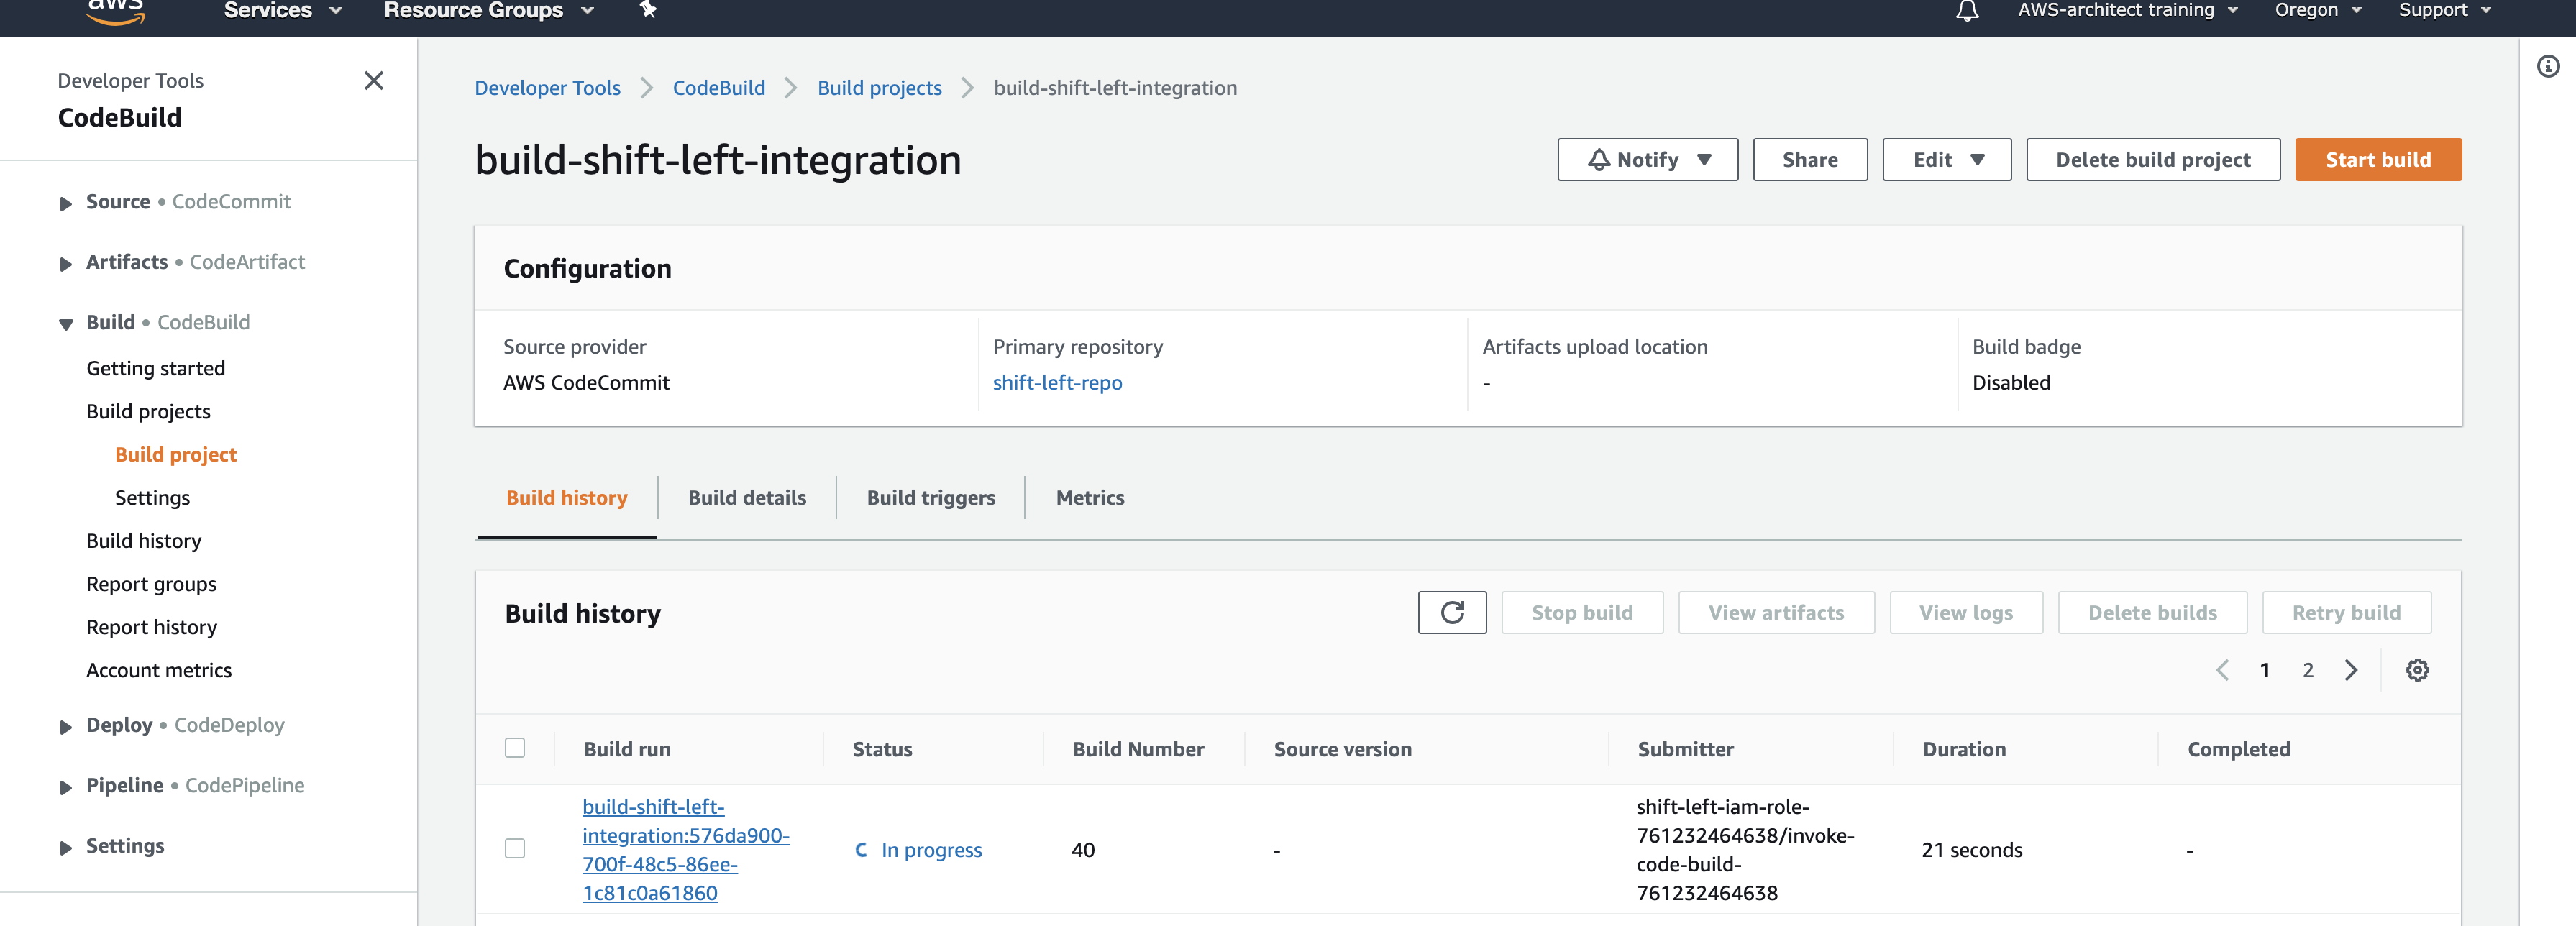 aws
Services
Resource Groups
AWS-architect training
Oregon
Support
Developer Tools
CodeBuild
Source • CodeCommit
Artifacts • CodeArtifact
Build • CodeBuild
Getting started
Build projects
Build project
Settings
Build history
Report groups
Report history
Account metrics
Deploy • CodeDeploy
Pipeline • CodePipeline
Settings
Developer Tools
CodeBuild
Build projects
build-shift-left-integration
build-shift-left-integration
Notify
Share
Edit
Delete build project
Start build
Configuration
Source provider
AWS CodeCommit
Primary repository
shift-left-repo
Artifacts upload location
-
Build badge
Disabled
Build history
Build details
Build triggers
Metrics
Build history
Stop build
View artifacts
View logs
Delete builds
Retry build
1
2
Build run
Status
Build Number
Source version
Submitter
Duration
Completed
build-shift-left-
integration:576da900-
700f-48c5-86ee-
1c81c0a61860
In progress
40
-
shift-left-iam-role-
761232464638/invoke-
code-build-
761232464638
21 seconds
-